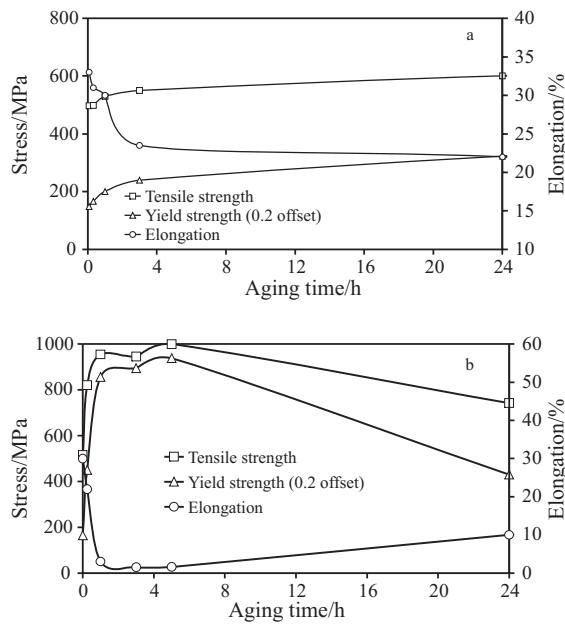 800
600
400
200
0
Stress/MPa
a
40
35
30
25
20
15
10
Elongation/%
Tensile strength
Yield strength (0.2 offset)
Elongation
0
4
8
12
16
20
24
Aging time/h
1000
800
600
400
200
0
Stress/MPa
b
60
50
40
30
20
10
0
Elongation/%
Tensile strength
Yield strength (0.2 offset)
Elongation
0
4
8
12
16
20
24
Aging time/h